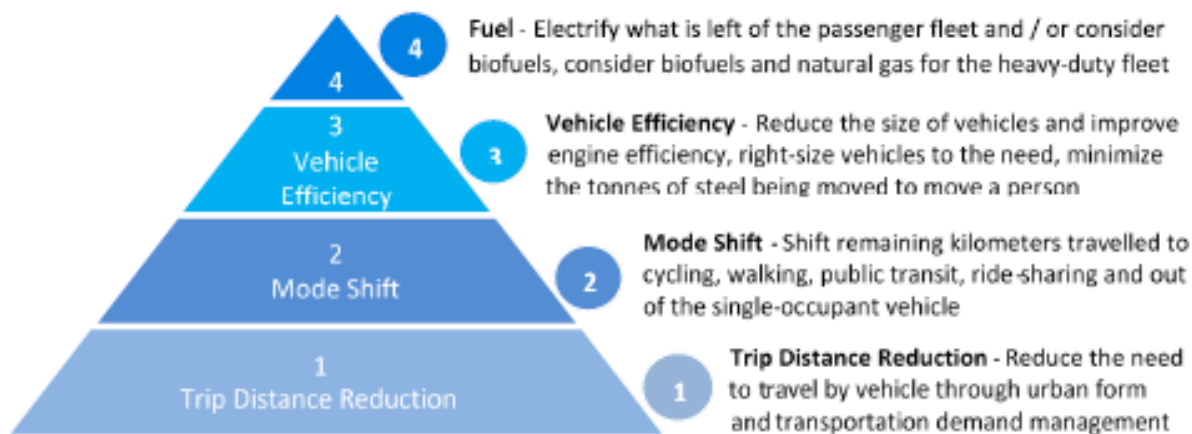 4
4
Fuel - Electrify what is left of the passenger fleet and / or consider
biofuels, consider biofuels and natural gas for the heavy-duty fleet
3
Vehicle
Efficiency
3
Vehicle Efficiency - Reduce the size of vehicles and improve
engine efficiency, right-size vehicles to the need, minimize
the tonnes of steel being moved to move a person
2
Mode Shift
2
Mode Shift - Shift remaining kilometers travelled to
cycling, walking, public transit, ride-sharing and out
of the single-occupant vehicle
1
Trip Distance Reduction
1
Trip Distance Reduction - Reduce the need
to travel by vehicle through urban form
and transportation demand management